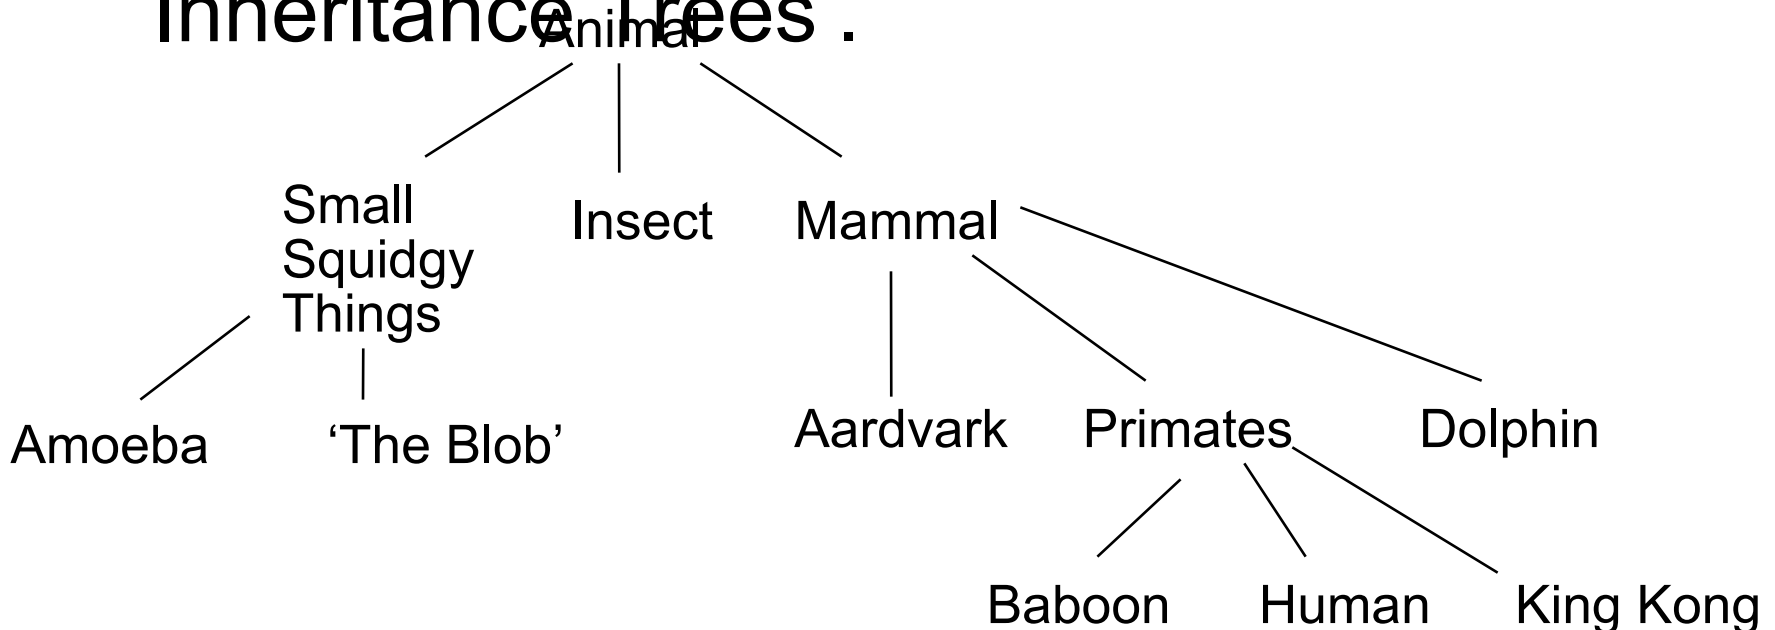 Inheritance Trees .
Animal
Small
Squidgy
Things
Insect
Mammal
Amoeba
‘The Blob’
Aardvark
Primates
Dolphin
Baboon
Human
King Kong